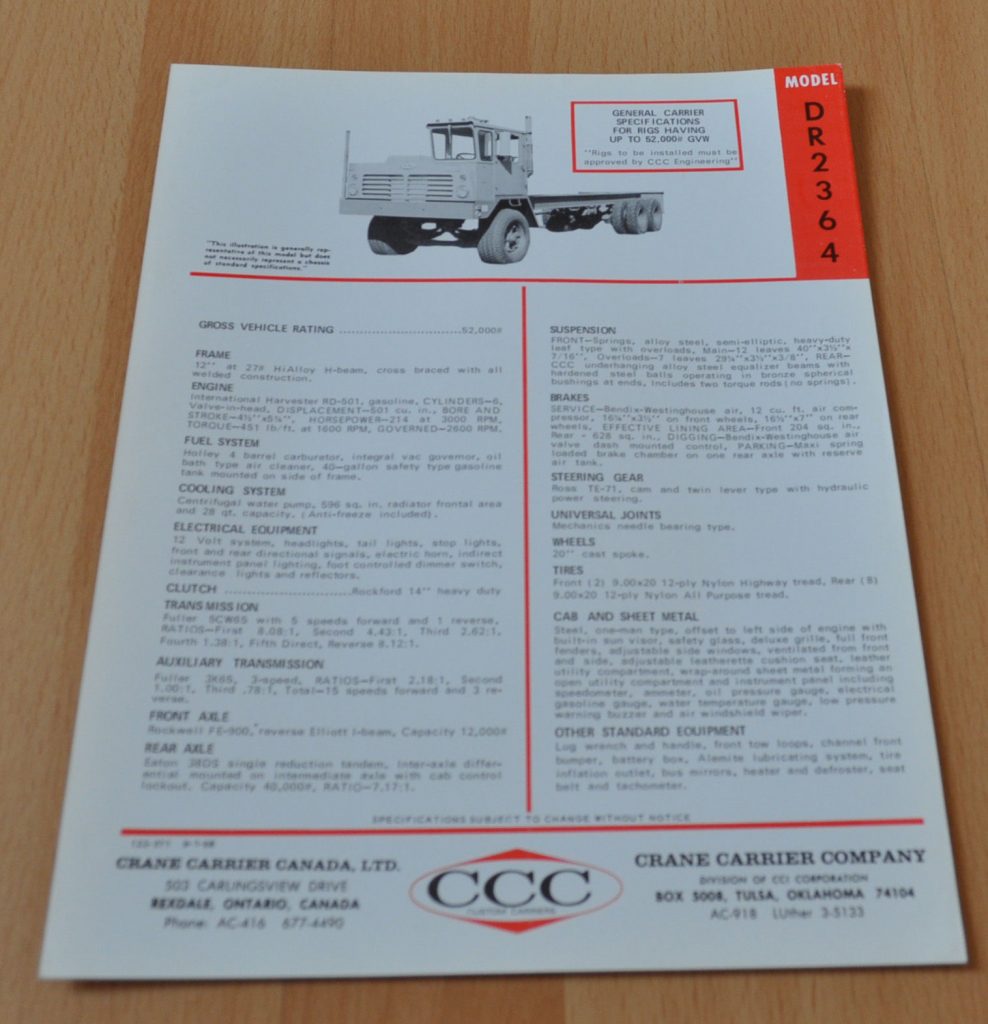 MODEL
DR2364
GENERAL CARRIER
SPECIFICATIONS
FOR RIGS HAVING
UP TO 52,000# GVW
"Rigs to be installed must be
approved by CCC Engineering"
"This illustration is generally rep-
resentative of this model but does
not necessarily represent a chassis
of standard specifications."
GROSS VEHICLE RATING ............................52,000#
FRAME
12" at 27# Hi Alloy H-beam, cross braced with all
welded construction.
ENGINE
International Harvester RD-501, gasoline, CYLINDERS-6,
Valve-in-head, DISPLACEMENT-501 cu. in., BORE AND
STROKE-4½"x5¼", HORSEPOWER-214 at 3000 RPM,
TORQUE-451 lb/ft. at 1600 RPM, GOVERNED-2600 RPM.
FUEL SYSTEM
Holley 4 barrel carburetor, integral vac governor, oil
bath type air cleaner, 40-gallon safety type gasoline
tank mounted on side of frame.
COOLING SYSTEM
Centrifugal water pump, 596 sq. in. radiator frontal area
and 28 qt. capacity. (Anti-freeze included).
ELECTRICAL EQUIPMENT
12 Volt system, headlights, tail lights, stop lights,
front and rear directional signals, electric horn, indirect
instrument panel lighting, foot controlled dimmer switch,
clearance lights and reflectors.
CLUTCH .............................Rockford 14" heavy duty
TRANSMISSION
Fuller 5CW65 with 5 speeds forward and 1 reverse,
RATIOS-First 8.08:1, Second 4.43:1, Third 2.62:1,
Fourth 1.38:1, Fifth Direct, Reverse 8.12:1.
AUXILIARY TRANSMISSION
Fuller 3K65, 3-speed, RATIOS-First 2.18:1, Second
1.00:1, Third .78:1, Total-15 speeds forward and 3 re-
verse.
FRONT AXLE
Rockwell FE-900, reverse Elliott I-beam, Capacity 12,000#
REAR AXLE
Eaton 38DS single reduction tandem, inter-axle differ-
ential mounted on intermediate axle with cab control
lockout. Capacity 40,000#, RATIO-7.17:1.
SUSPENSION
FRONT-Springs, alloy steel, semi-elliptic, heavy-duty
leaf type with overloads, Main-12 leaves 40"x3½"x
7/16", Overloads-7 leaves 29¼"x3½"x3/8", REAR-
CCC underhanging alloy steel equalizer beams with
hardened steel balls operating in bronze spherical
bushings at ends. Includes two torque rods (no springs).
BRAKES
SERVICE-Bendix-Westinghouse air, 12 cu. ft. air com-
pressor, 16¼"x3½" on front wheels, 16½"x7" on rear
wheels, EFFECTIVE LINING AREA-Front 204 sq. in.,
Rear - 628 sq. in., DIGGING-Bendix-Westinghouse air
valve dash mounted control, PARKING-Maxi spring
loaded brake chamber on one rear axle with reserve
air tank.
STEERING GEAR
Ross TE-71, cam and twin lever type with hydraulic
power steering.
UNIVERSAL JOINTS
Mechanics needle bearing type.
WHEELS
20" cast spoke.
TIRES
Front (2) 9.00x20 12-ply Nylon Highway tread, Rear (8)
9.00x20 12-ply Nylon All Purpose tread.
CAB AND SHEET METAL
Steel, one-man type, offset to left side of engine with
built-in sun visor, safety glass, deluxe grille, full front
fenders, adjustable side windows, ventilated from front
and side, adjustable leatherette cushion seat, leather
utility compartment, wrap-around sheet metal forming an
open utility compartment and instrument panel including
speedometer, ammeter, oil pressure gauge, electrical
gasoline gauge, water temperature gauge, low pressure
warning buzzer and air windshield wiper.
OTHER STANDARD EQUIPMENT
Lug wrench and handle, front tow loops, channel front
bumper, battery box, Alemite lubricating system, tire
inflation outlet, bus mirrors, heater and defroster, seat
belt and tachometer.
SPECIFICATIONS SUBJECT TO CHANGE WITHOUT NOTICE
CRANE CARRIER CANADA, LTD.
503 CARLINGSVIEW DRIVE
REXDALE, ONTARIO, CANADA
Phone: AC-416 677-4490
CCC
CUSTOM CARRIERS
CRANE CARRIER COMPANY
DIVISION OF CCI CORPORATION
BOX 5008, TULSA, OKLAHOMA 74104
AC-918 LUther 3-5133